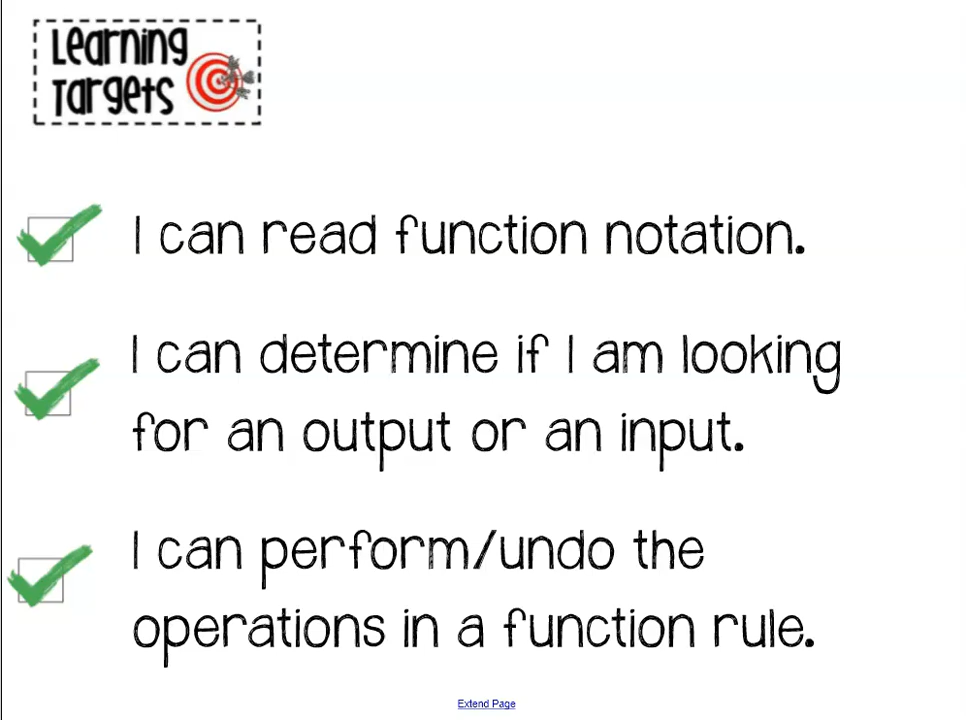 Learning
Targets
I can read function notation.
I can determine if I am looking
for an output or an input.
I can perform/undo the
operations in a function rule.
Extend Page